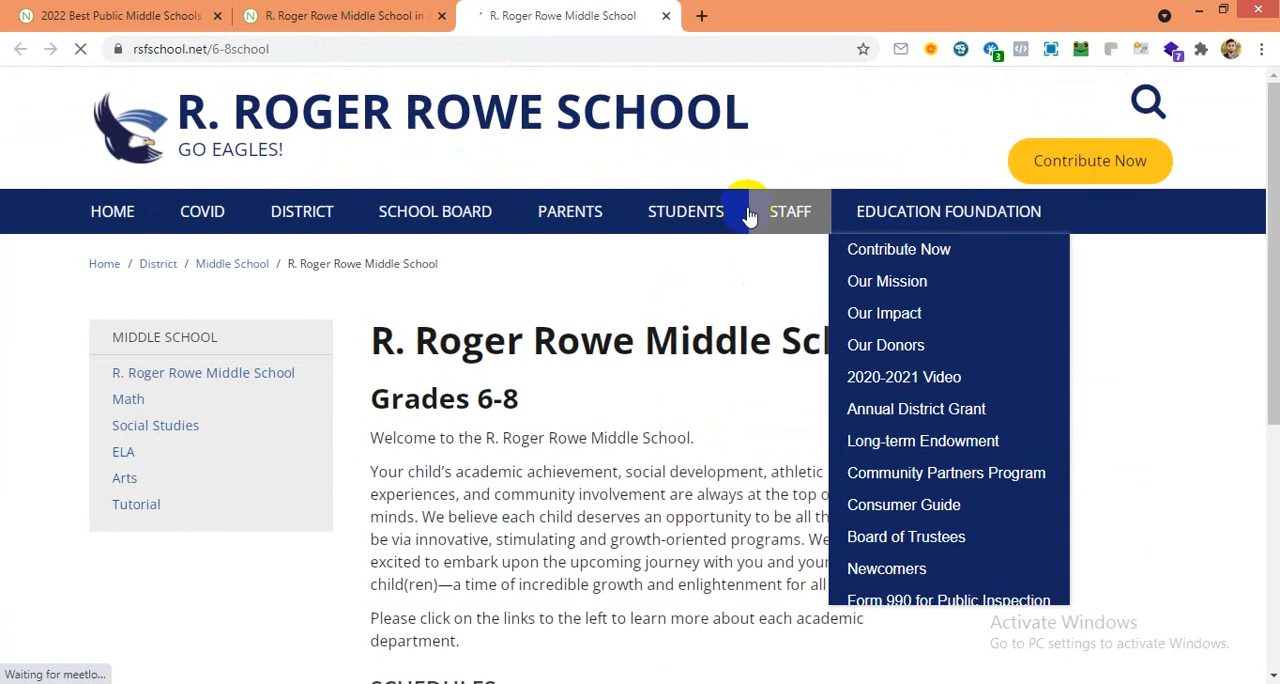 2022 Best Public Middle Schools
R. Roger Rowe Middle School in
R. Roger Rowe Middle School
rsfschool.net/6-8school
3
7
R. ROGER ROWE SCHOOL
GO EAGLES!
Contribute Now
HOME
COVID
DISTRICT
SCHOOL BOARD
PARENTS
STUDENTS
STAFF
EDUCATION FOUNDATION
Contribute Now
Our Mission
Our Impact
Our Donors
2020-2021 Video
Annual District Grant
Long-term Endowment
Community Partners Program
Consumer Guide
Board of Trustees
Newcomers
Form 990 for Public Inspection
Home / District / Middle School / R. Roger Rowe Middle School
MIDDLE SCHOOL
R. Roger Rowe Middle School
Math
Social Studies
ELA
Arts
Tutorial
R. Roger Rowe Middle
Grades 6-8
Welcome to the R. Roger Rowe Middle School.
Your child's academic achievement, social development, athletic
experiences, and community involvement are always at the top
minds. We believe each child deserves an opportunity to be all
be via innovative, stimulating and growth-oriented programs.
excited to embark upon the upcoming journey with you and
child(ren)—a time of incredible growth and enlightenment for all
Please click on the links to the left to learn more about each academic
department.
SCHEDULES
Activate Windows
Go to PC settings to activate Windows.
Waiting for meetlo...